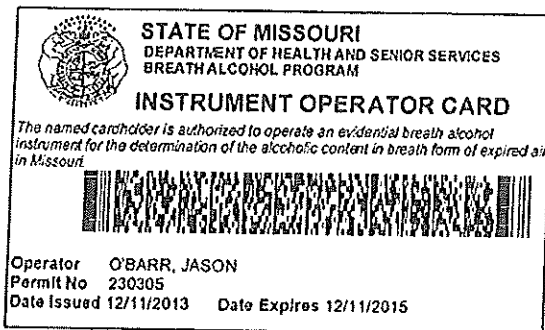 STATE OF MISSOURI
DEPARTMENT OF HEALTH AND SENIOR SERVICES
BREATH ALCOHOL PROGRAM
INSTRUMENT OPERATOR CARD
The named cardholder is authorized to operate an evidential breath alcohol
instrument for the determination of the alcoholic content in breath form of expired air
in Missouri.
Operator O'BARR, JASON
Permit No 230305
Date Issued 12/11/2013 Date Expires 12/11/2015